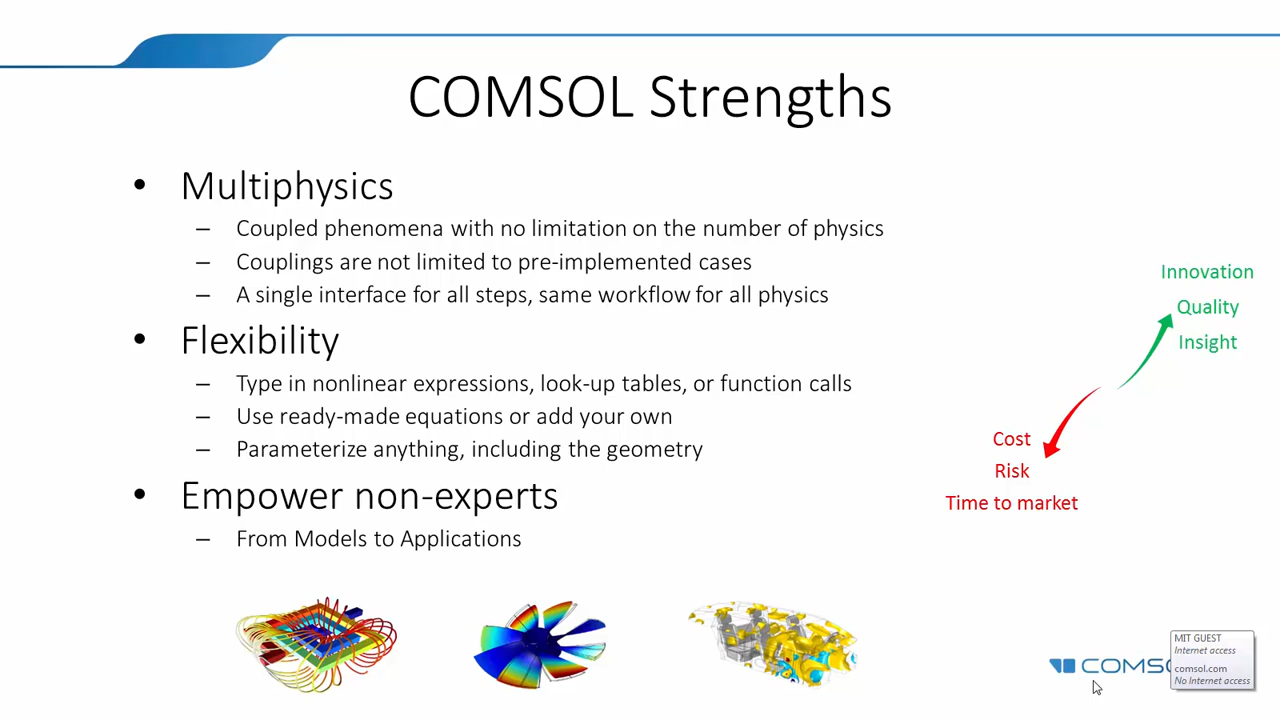 COMSOL Strengths
• Multiphysics
– Coupled phenomena with no limitation on the number of physics
– Couplings are not limited to pre-implemented cases
– A single interface for all steps, same workflow for all physics
• Flexibility
– Type in nonlinear expressions, look-up tables, or function calls
– Use ready-made equations or add your own
– Parameterize anything, including the geometry
• Empower non-experts
– From Models to Applications
Innovation
Quality
Insight
Cost
Risk
Time to market
COMS
MIT GUEST
Internet access
comsol.com
No Internet access